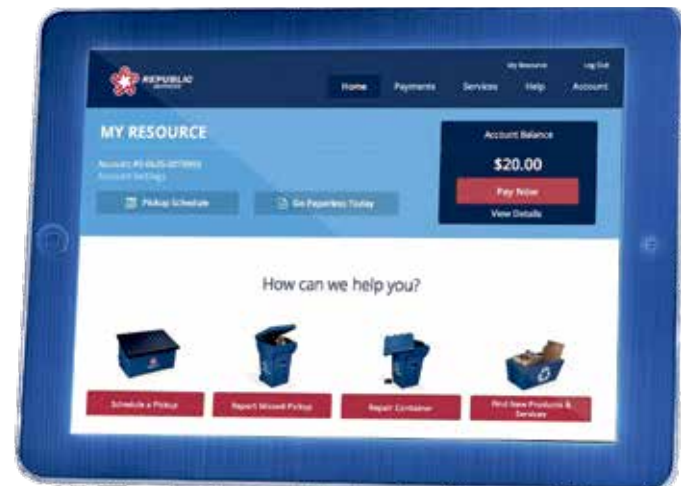 My Resource Log Out
REPUBLIC
SERVICES
Home Payments Services Help Account
MY RESOURCE
Account Balance
$20.00
Account Settings
Pay Now
Pickup Schedule Go Paperless Today
View Details
How can we help you?
Schedule a Pickup Report Missed Pickup Repair Container Find New Products &
Services